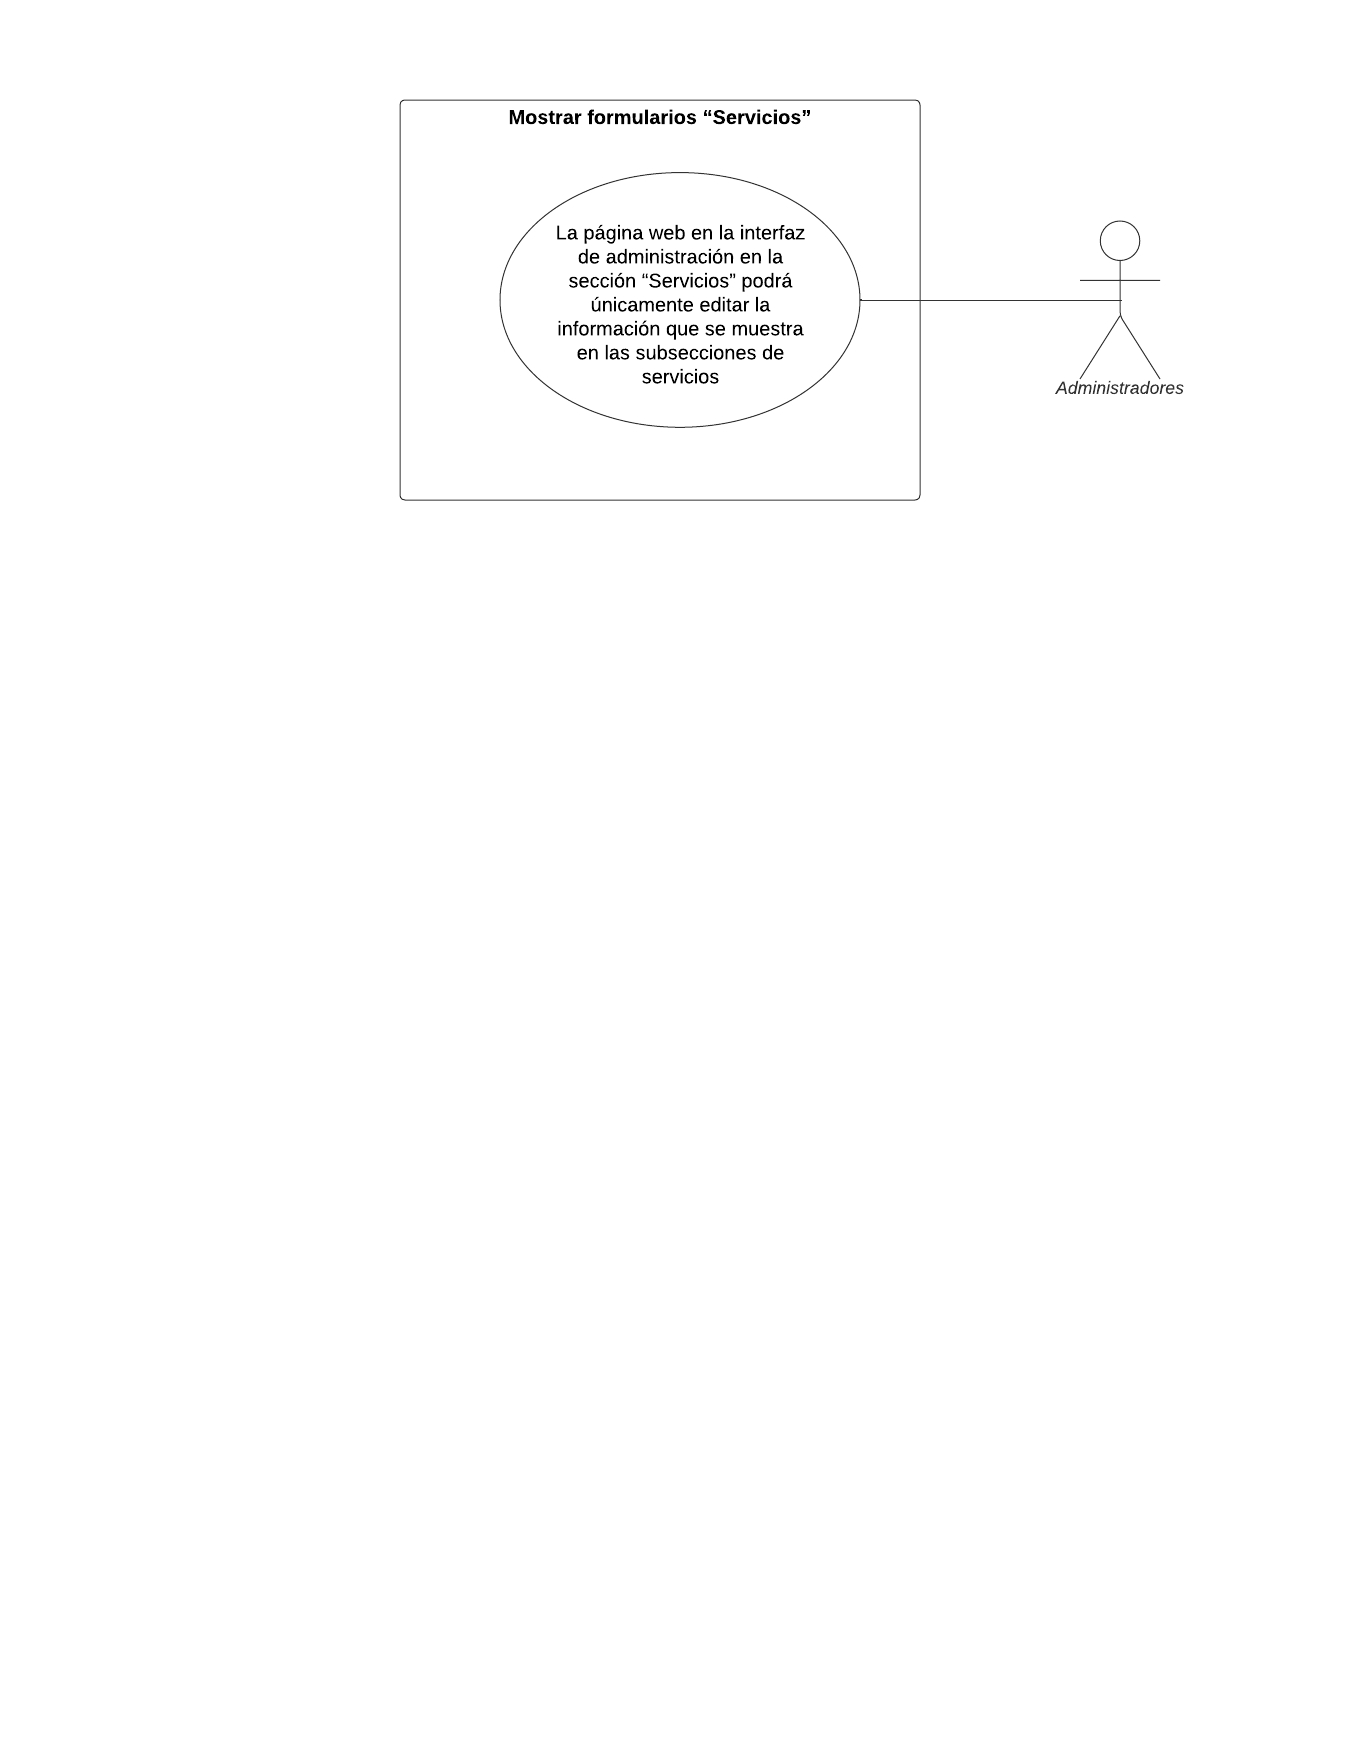 Mostrar formularios “Servicios”
La página web en la interfaz
de administración en la
sección “Servicios” podrá
únicamente editar la
información que se muestra
en las subsecciones de
servicios
Administradores